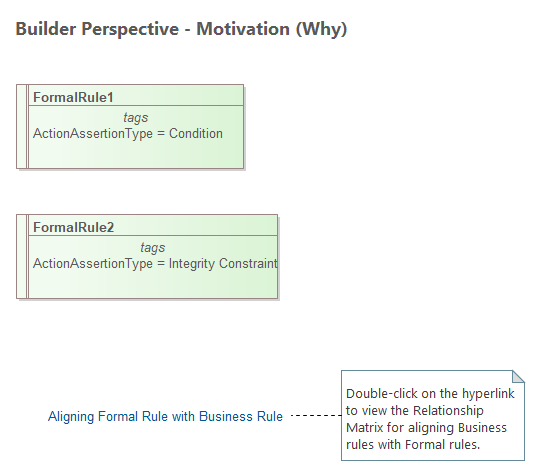 Builder Perspective - Motivation (Why)
FormalRule1
tags
ActionAssertionType = Condition
FormalRule2
tags
ActionAssertionType = Integrity Constraint
Aligning Formal Rule with Business Rule
Double-click on the hyperlink
to view the Relationship
Matrix for aligning Business
rules with Formal rules.